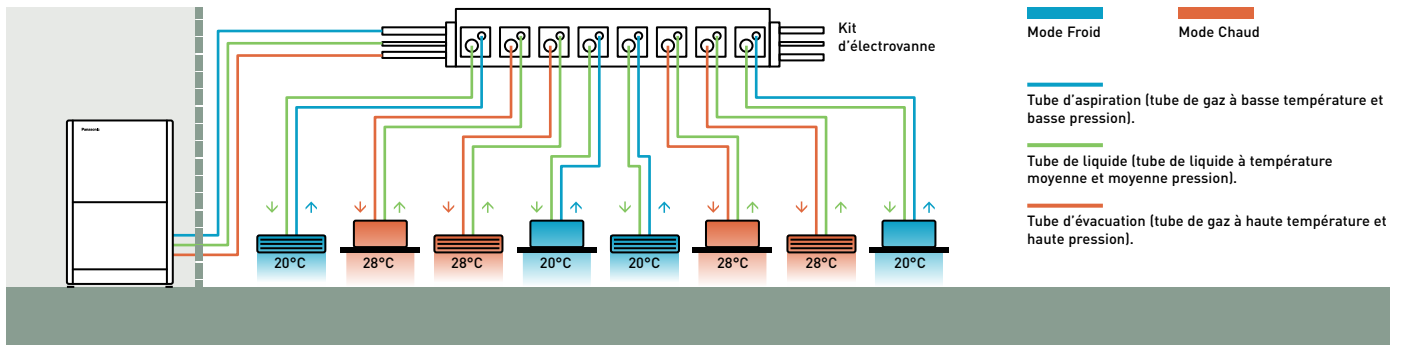 Kit
d'électrovanne
Mode Froid
Mode Chaud
Tube d'aspiration (tube de gaz à basse température et
basse pression).
Tube de liquide (tube de liquide à température
moyenne et moyenne pression).
Tube d'évacuation (tube de gaz à haute température et
haute pression).
Panasonic
20°C
28°C
28°C
20°C
20°C
28°C
28°C
20°C